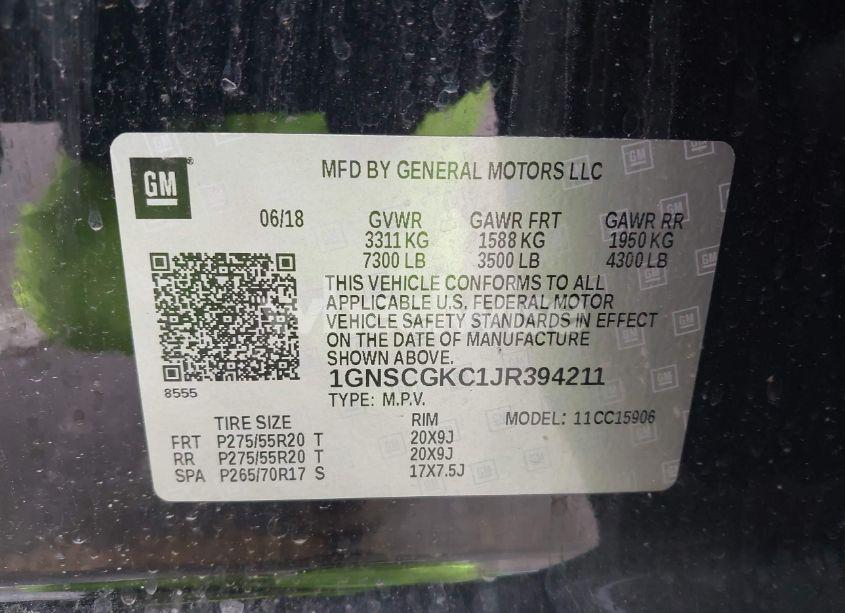 GM ®
MFD BY GENERAL MOTORS LLC
06/18 GVWR GAWR FRT GAWR RR
3311 KG 1588 KG 1950 KG
7300 LB 3500 LB 4300 LB
THIS VEHICLE CONFORMS TO ALL
APPLICABLE U.S. FEDERAL MOTOR
VEHICLE SAFETY STANDARDS IN EFFECT
ON THE DATE OF MANUFACTURE
SHOWN ABOVE.
8555
1GNSCGKC1JR394211
TYPE: M.P.V.
TIRE SIZE RIM MODEL: 11CC15906
FRT P275/55R20 T 20X9J
RR P275/55R20 T 20X9J
SPA P265/70R17 S 17X7.5J